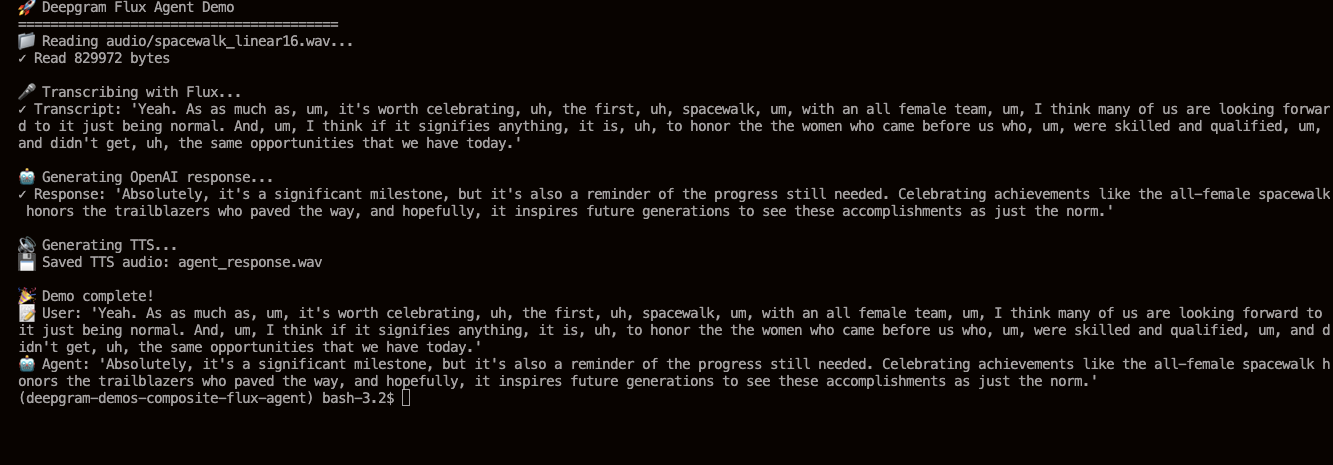 🚀 Deepgram Flux Agent Demo
========================================
📁 Reading audio/spacewalk_linear16.wav...
✓ Read 829972 bytes
🎤 Transcribing with Flux...
✓ Transcript: 'Yeah. As as much as, um, it's worth celebrating, uh, the first, uh, spacewalk, um, with an all female team, um, I think many of us are looking forwar
d to it just being normal. And, um, I think if it signifies anything, it is, uh, to honor the the women who came before us who, um, were skilled and qualified, um,
and didn't get, uh, the same opportunities that we have today.'
🤖 Generating OpenAI response...
✓ Response: 'Absolutely, it's a significant milestone, but it's also a reminder of the progress still needed. Celebrating achievements like the all-female spacewalk
honors the trailblazers who paved the way, and hopefully, it inspires future generations to see these accomplishments as just the norm.'
🔊 Generating TTS...
💾 Saved TTS audio: agent_response.wav
🎉 Demo complete!
📝 User: 'Yeah. As as much as, um, it's worth celebrating, uh, the first, uh, spacewalk, um, with an all female team, um, I think many of us are looking forward to
it just being normal. And, um, I think if it signifies anything, it is, uh, to honor the the women who came before us who, um, were skilled and qualified, um, and d
idn't get, uh, the same opportunities that we have today.'
🤖 Agent: 'Absolutely, it's a significant milestone, but it's also a reminder of the progress still needed. Celebrating achievements like the all-female spacewalk h
onors the trailblazers who paved the way, and hopefully, it inspires future generations to see these accomplishments as just the norm.'
(deepgram-demos-composite-flux-agent) bash-3.2$